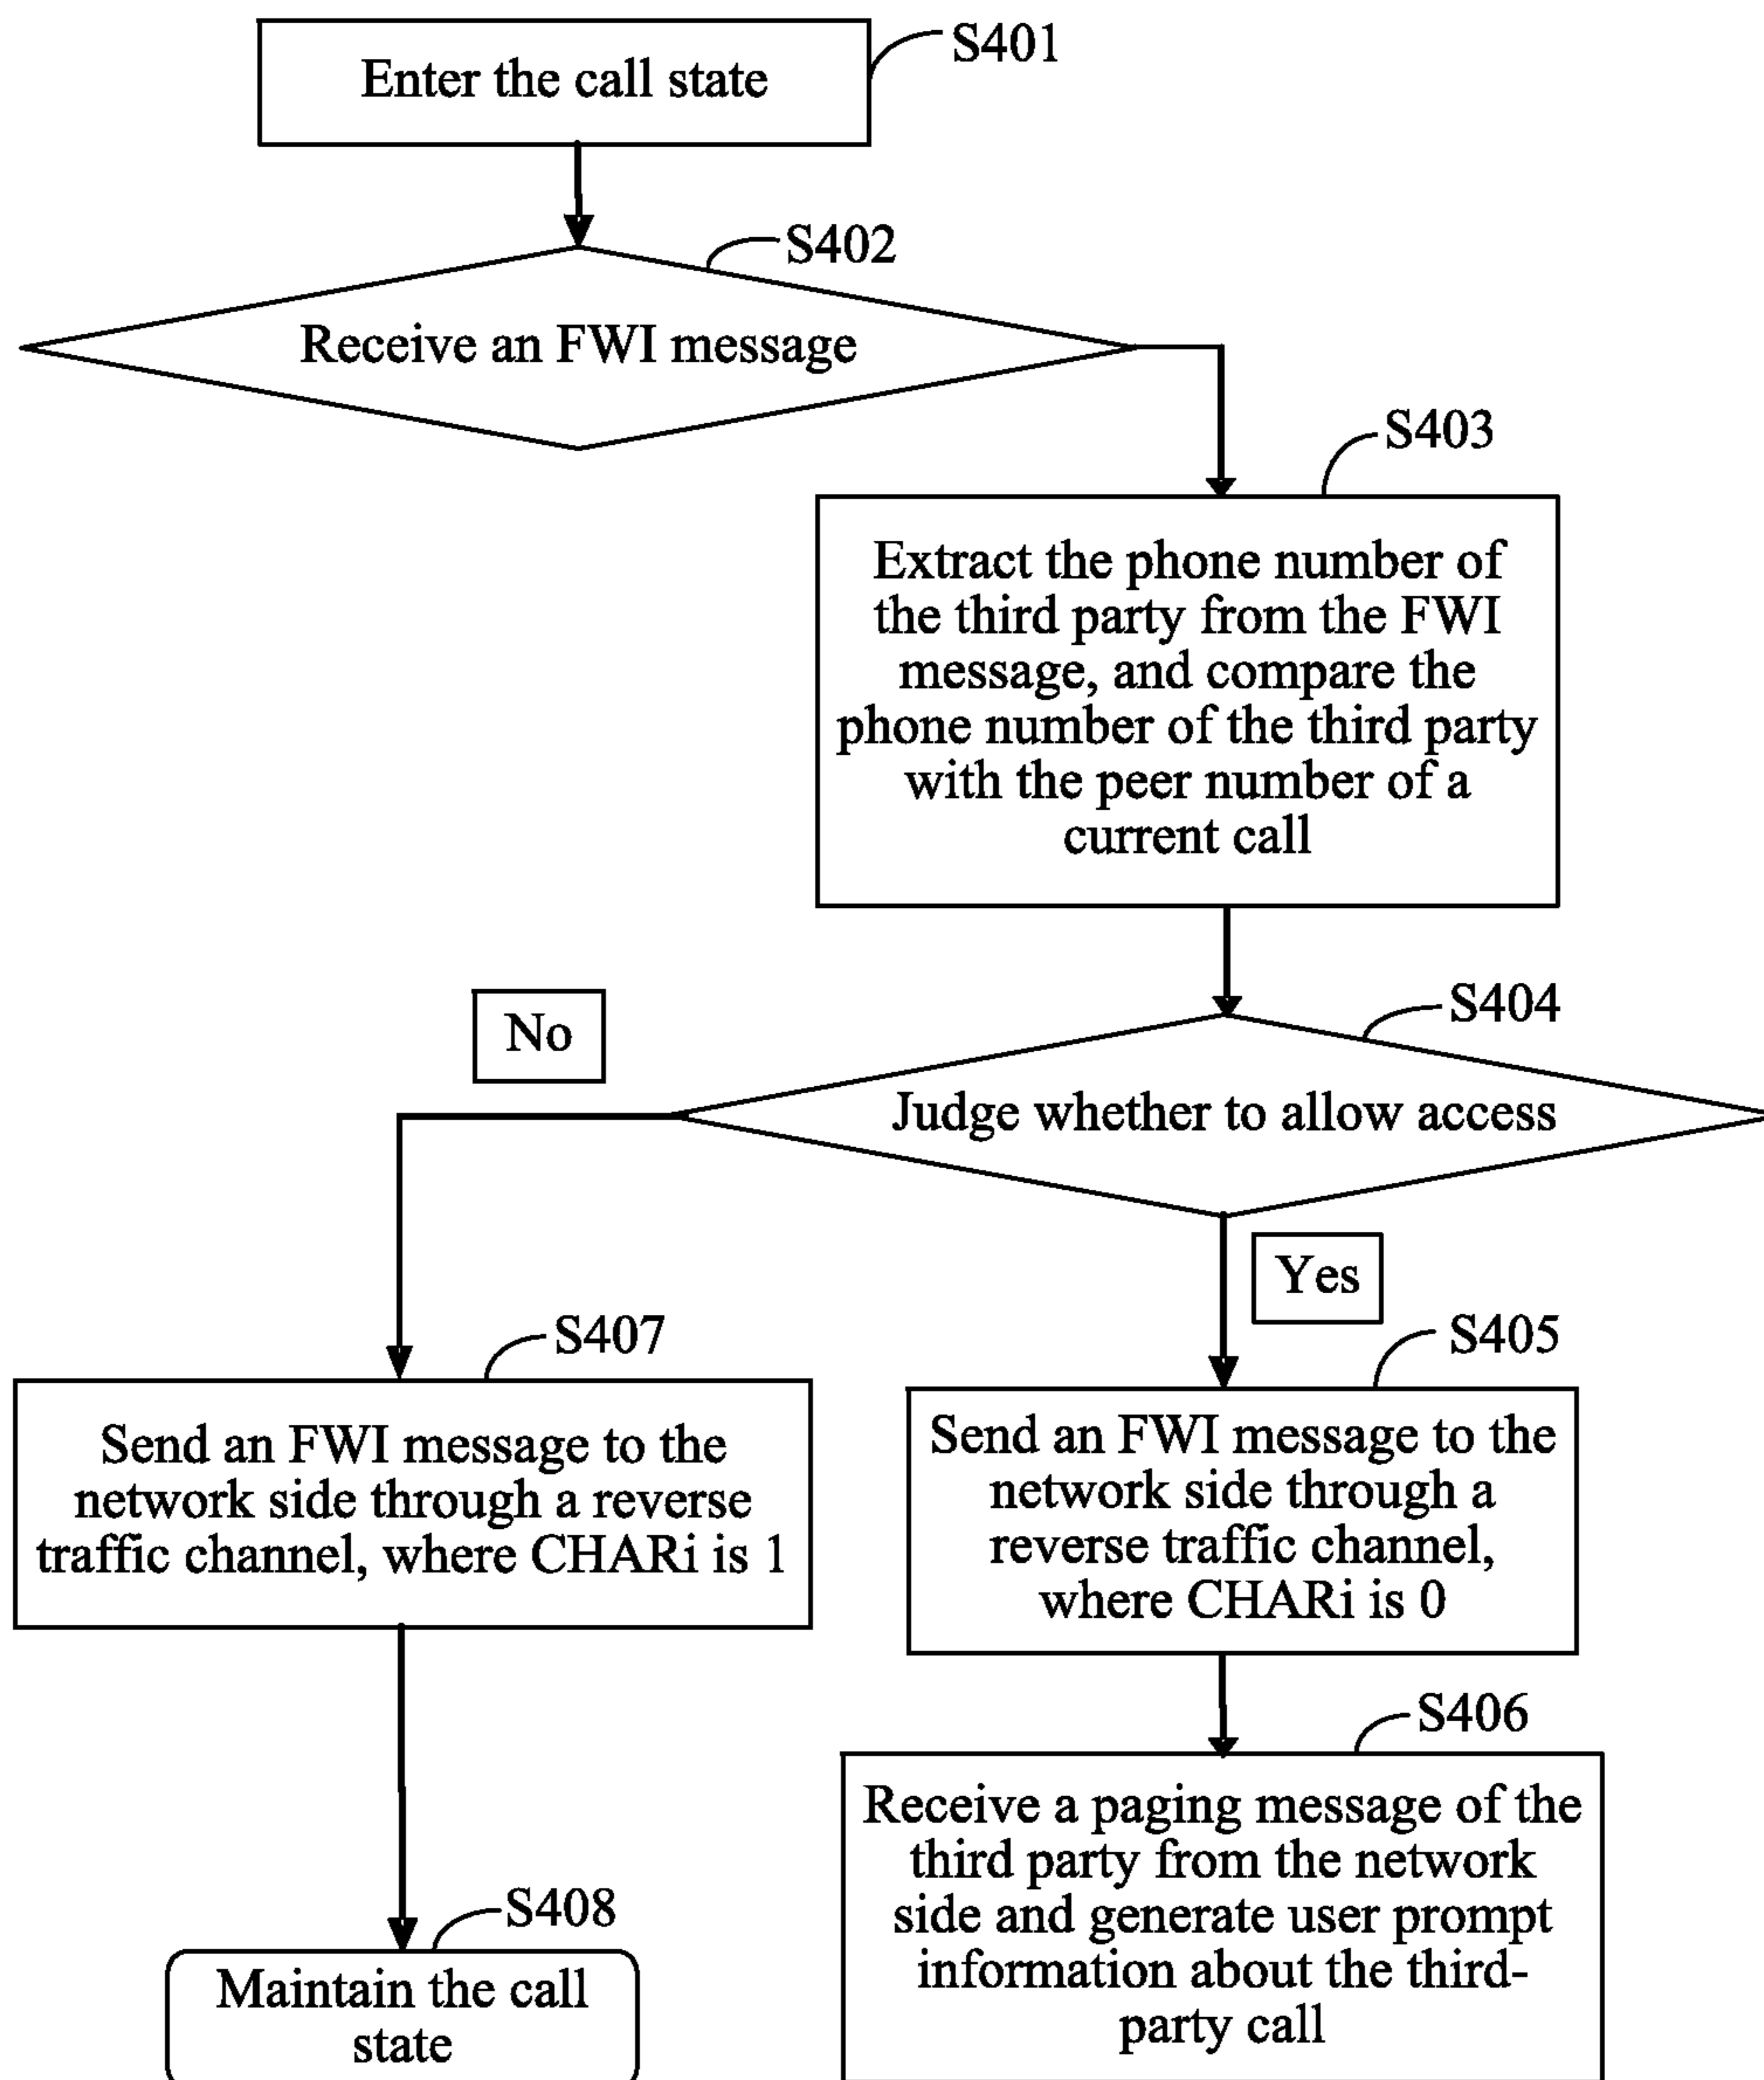 S401
Enter the call state
S402
Receive an FWI message
S403
Extract the phone number of
the third party from the FWI
message, and compare the
phone number of the third party
with the peer number of a
current call
S404
No
Judge whether to allow access
Yes
S407
S405
Send an FWI message to the
network side through a reverse
traffic channel, where CHARi is 1
Send an FWI message to the
network side through a
reverse traffic channel,
where CHARi is 0
S406
Receive a paging message of the
third party from the network
side and generate user prompt
information about the third-
party call
S408
Maintain the call
state